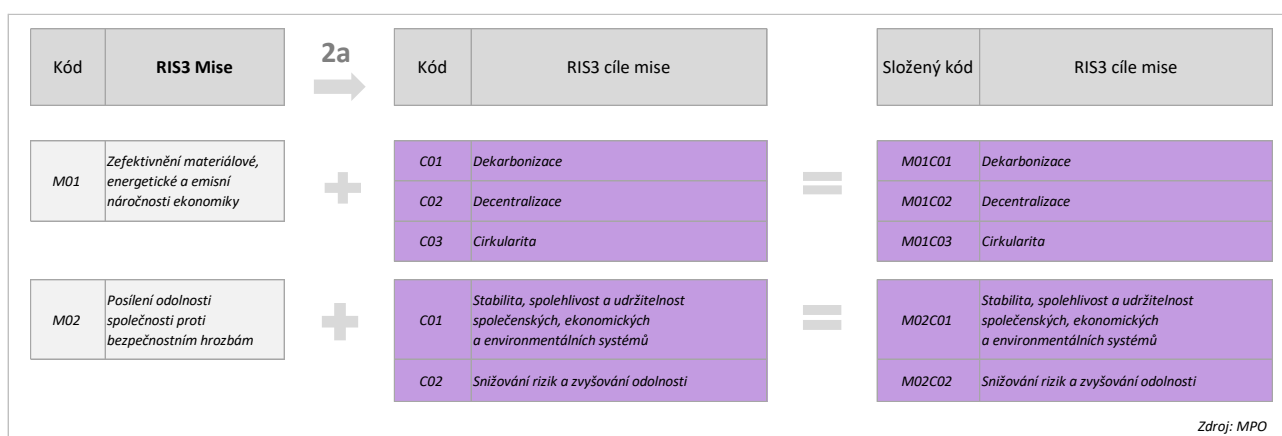 Kód RIS3 Mise 2a Kód RIS3 cíle mise Složený kód RIS3 cíle mise
M01
Zefektivnění materiálové,
energetické a emisní
náročnosti ekonomiky
+
C01 Dekarbonizace
C02 Decentralizace
C03 Cirkularita
=
M01C01 Dekarbonizace
M01C02 Decentralizace
M01C03 Cirkularita
M02
Posílení odolnosti
společnosti proti
bezpečnostním hrozbám
+
C01
Stabilita, spolehlivost a udržitelnost
společenských, ekonomických
a environmentálních systémů
C02 Snižování rizik a zvyšování odolnosti
=
M02C01
Stabilita, spolehlivost a udržitelnost
společenských, ekonomických
a environmentálních systémů
M02C02 Snižování rizik a zvyšování odolnosti
Zdroj: MPO